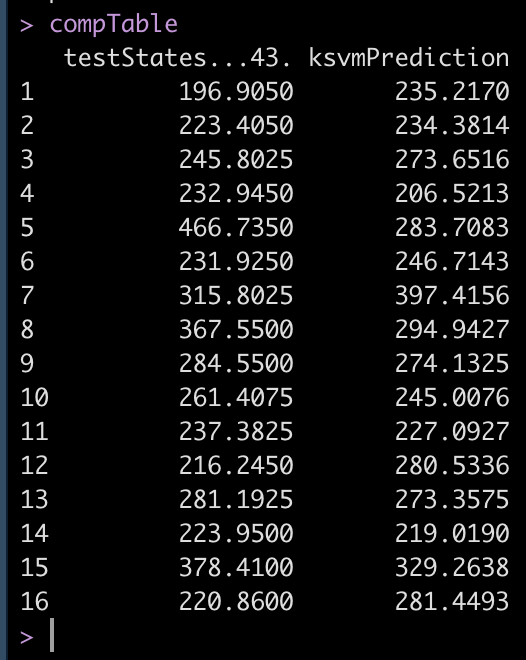 > compTable
testStates...43. ksvmPrediction
1 196.9050 235.2170
2 223.4050 234.3814
3 245.8025 273.6516
4 232.9450 206.5213
5 466.7350 283.7083
6 231.9250 246.7143
7 315.8025 397.4156
8 367.5500 294.9427
9 284.5500 274.1325
10 261.4075 245.0076
11 237.3825 227.0927
12 216.2450 280.5336
13 281.1925 273.3575
14 223.9500 219.0190
15 378.4100 329.2638
16 220.8600 281.4493
>